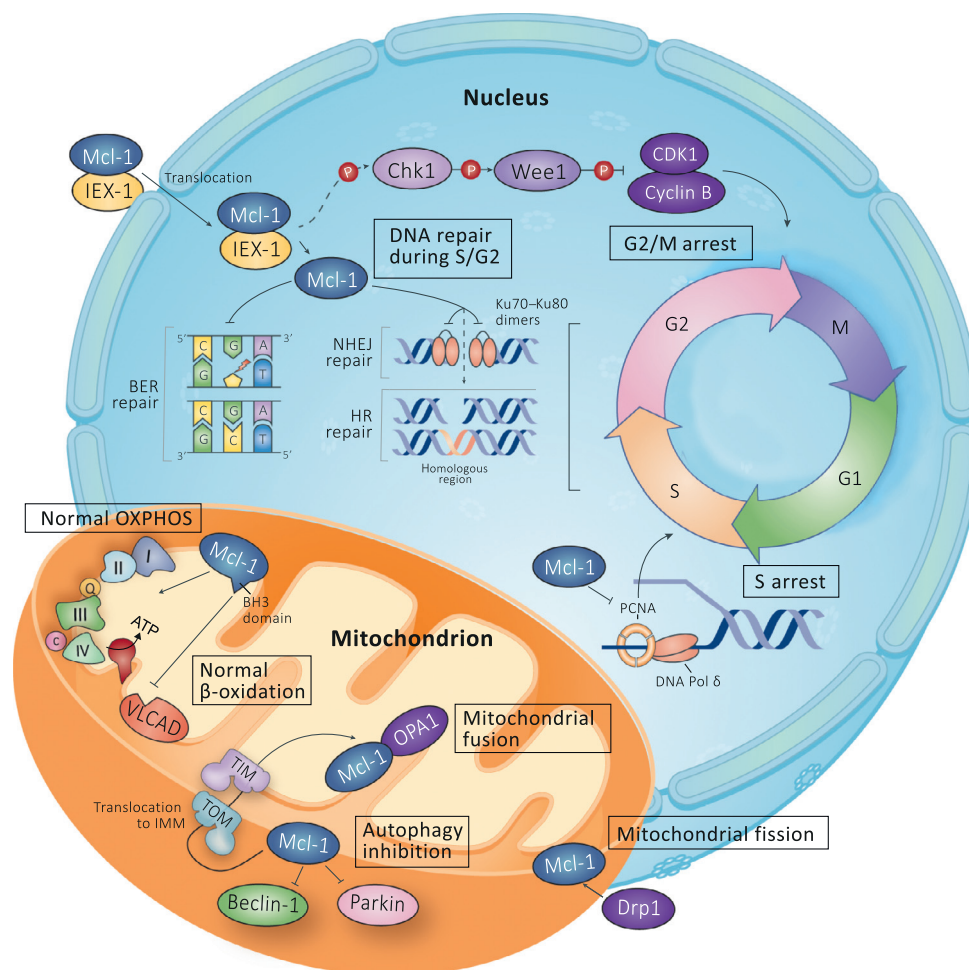 Nucleus
Mcl-1
IEX-1
Translocation
Mcl-1
IEX-1
P
Chk1
P
Wee1
P
CDK1
Cyclin B
DNA repair
during S/G2
G2/M arrest
Mcl-1
Ku70–Ku80
dimers
5′
3′
C
G
A
G
T
BER
repair
C
G
A
G
C
T
3′
5′
NHEJ
repair
HR
repair
Homologous
region
G2
M
S
G1
S arrest
Mcl-1
PCNA
DNA Pol δ
Normal OXPHOS
I
II
Q
III
C
IV
ATP
Mcl-1
BH3
domain
Mitochondrion
Normal
β-oxidation
VLCAD
OPA1
Mcl-1
Mitochondrial
fusion
TIM
TOM
Translocation
to IMM
Mcl-1
Autophagy
inhibition
Beclin-1
Parkin
Mitochondrial fission
Mcl-1
Drp1